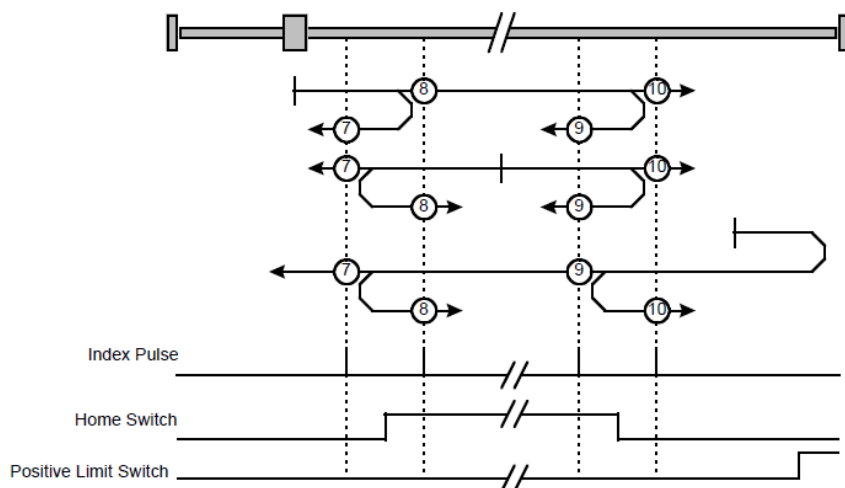 8 10
7 9
7 10
8 9
7 9
8 10
Index Pulse
Home Switch
Positive Limit Switch